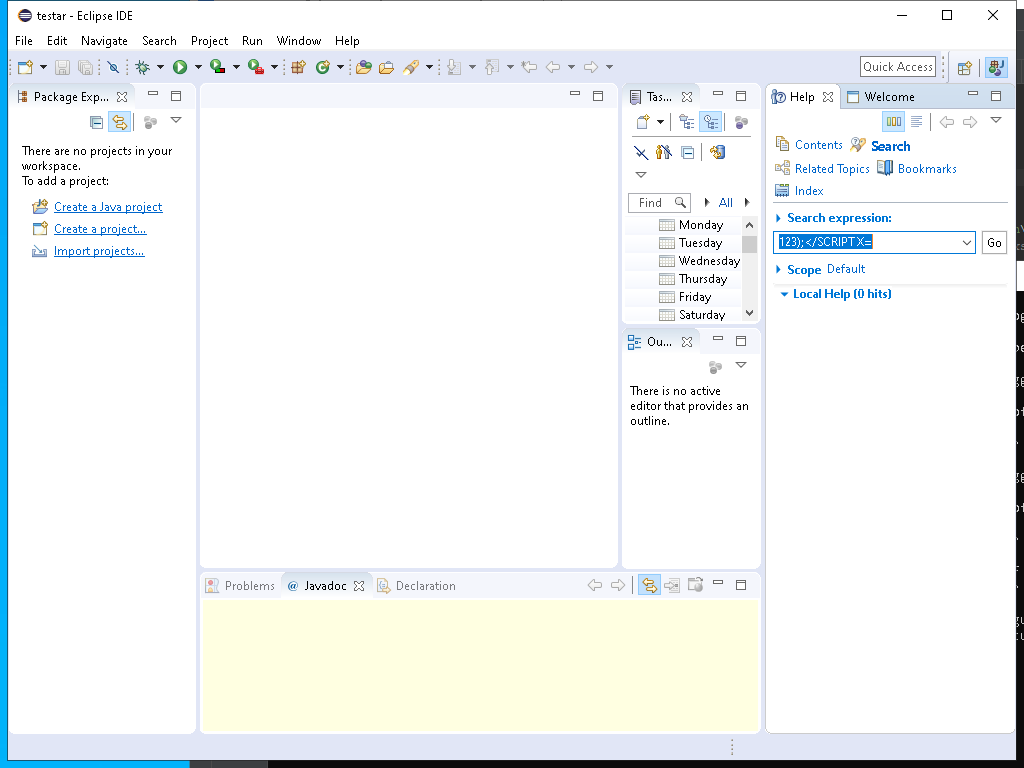 testar - Eclipse IDE
File Edit Navigate Search Project Run Window Help
Quick Access
Package Exp...
There are no projects in your
workspace.
To add a project:
Create a Java project
Create a project...
Import projects...
Tas...
Find
All
Monday
Tuesday
Wednesday
Thursday
Friday
Saturday
Ou...
There is no active
editor that provides an
outline.
Help
Welcome
Contents
Search
Related Topics
Bookmarks
Index
Search expression:
123);</SCRIPT X=
Go
Scope Default
Local Help (0 hits)
Problems
@ Javadoc
Declaration